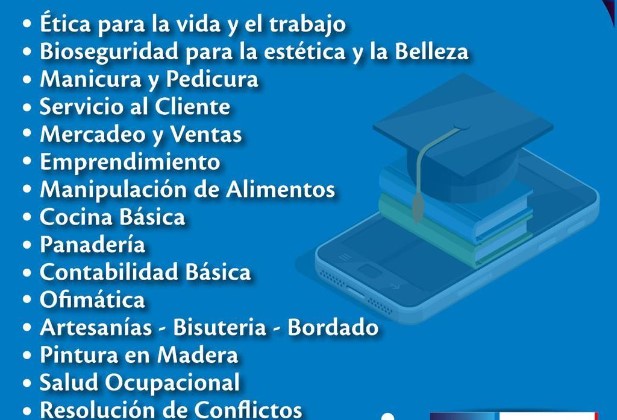 • Ética para la vida y el trabajo
• Bioseguridad para la estética y la Belleza
• Manicura y Pedicura
• Servicio al Cliente
• Mercadeo y Ventas
• Emprendimiento
• Manipulación de Alimentos
• Cocina Básica
• Panadería
• Contabilidad Básica
• Ofimática
• Artesanías - Bisuteria - Bordado
• Pintura en Madera
• Salud Ocupacional
• Resolución de Conflictos